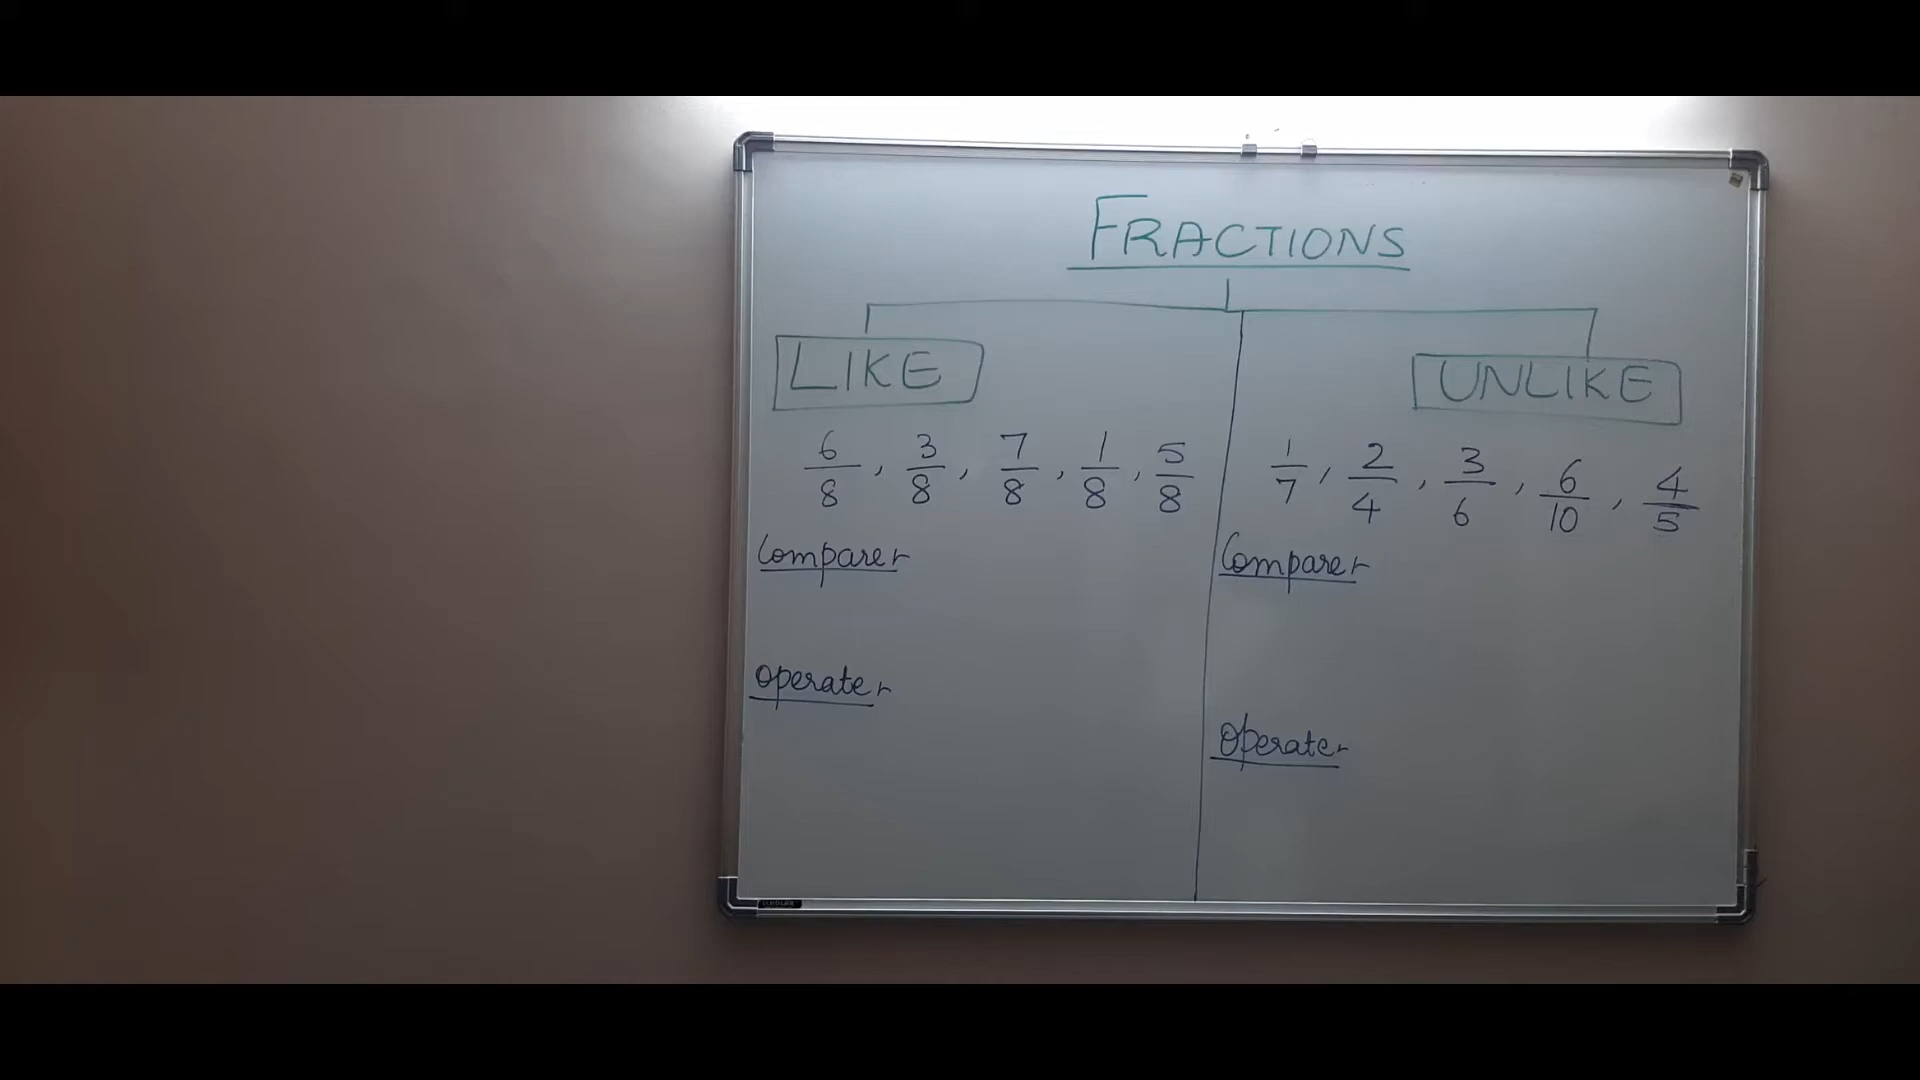 FRACTIONS
LIKE
6/8, 3/8, 7/8, 1/8, 5/8
Compare
Operate
UNLIKE
1/7, 2/4, 3/6, 6/10, 4/5
Compare
Operate